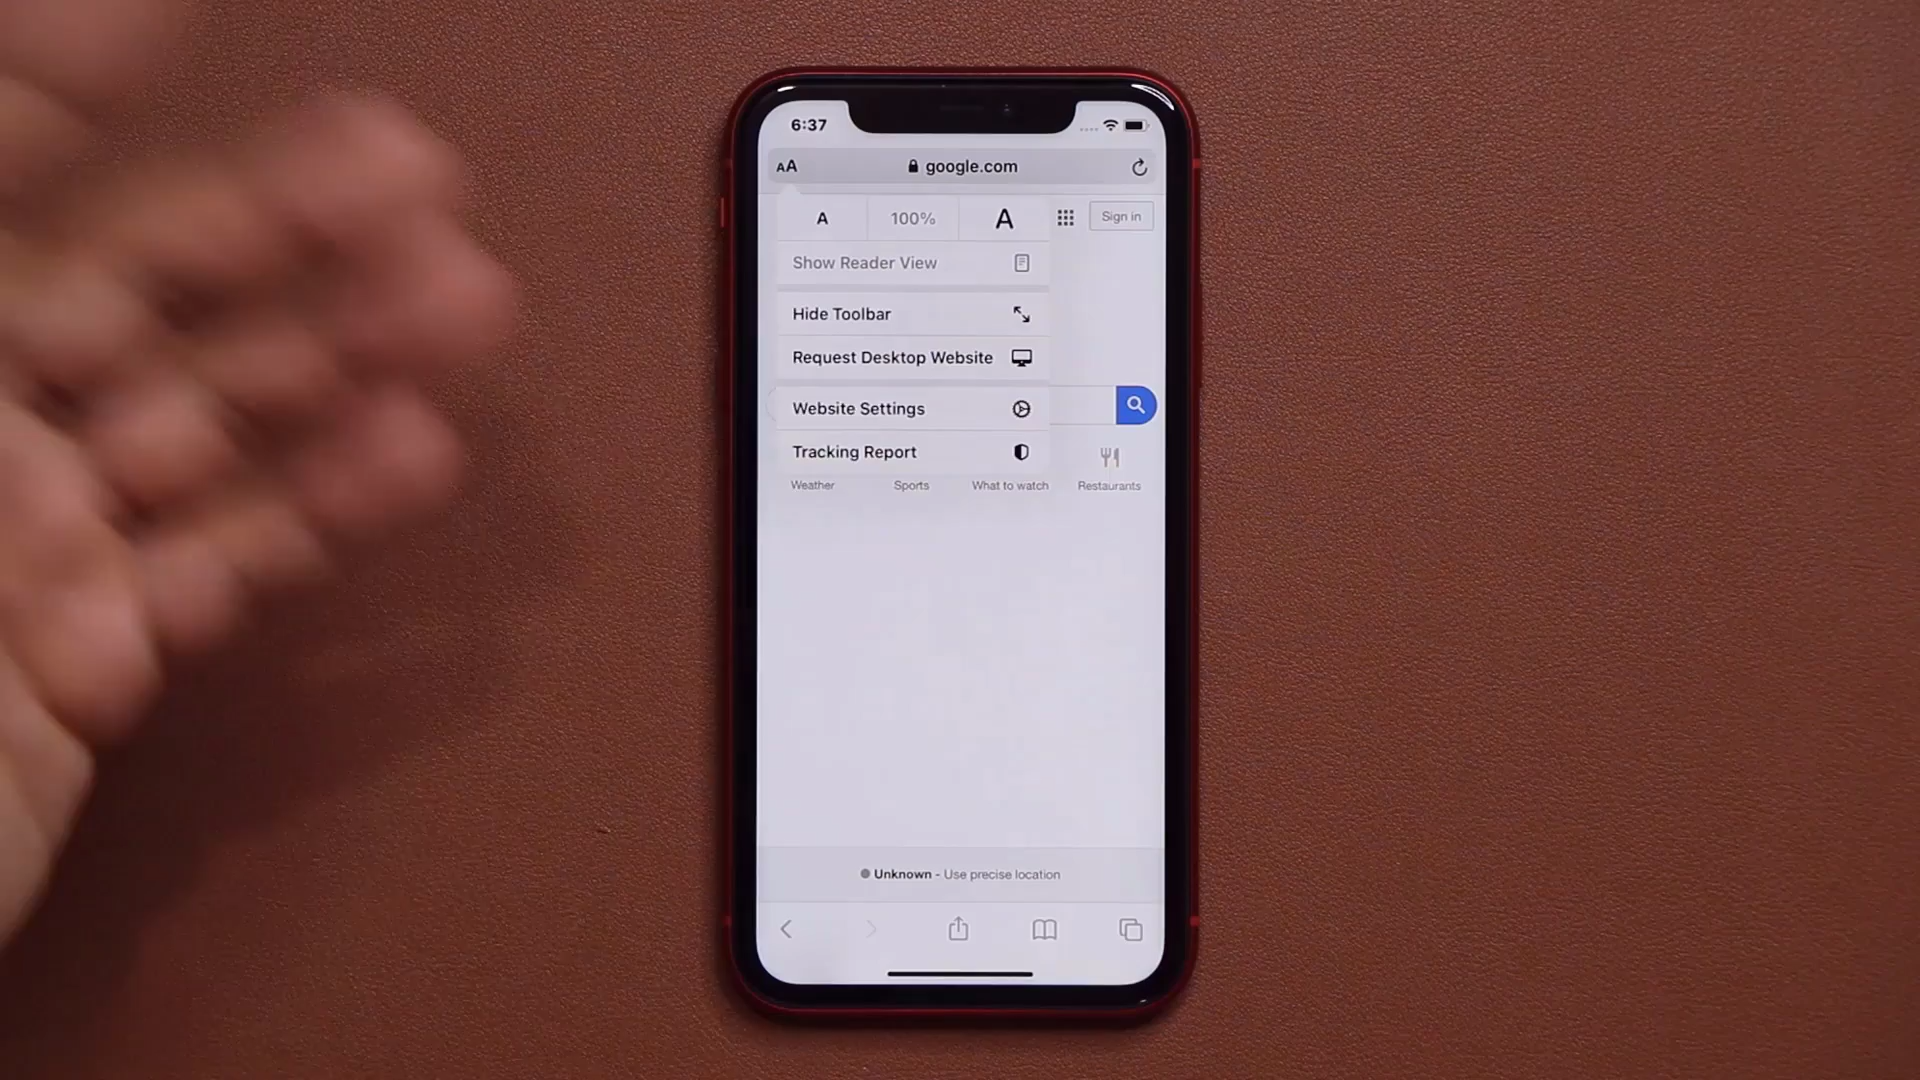 6:37
AA google.com
A 100% A
Sign in
Show Reader View
Hide Toolbar
Request Desktop Website
Website Settings
Tracking Report
Weather Sports What to watch Restaurants
Unknown - Use precise location